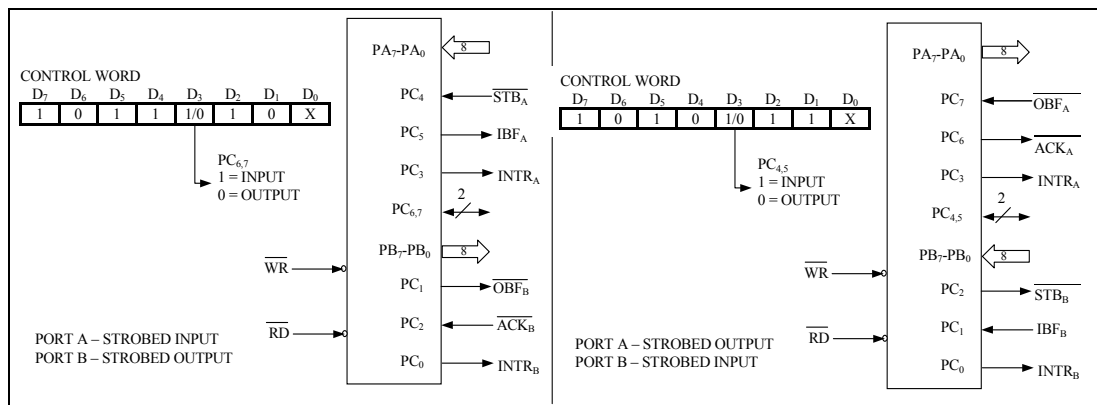 PA7-PA0
8
CONTROL WORD
D7 D6 D5 D4 D3 D2 D1 D0
1 0 1 1 1/0 1 0 X
PC4
STBA
PC5
IBFA
PC6,7
1 = INPUT
0 = OUTPUT
PC3
INTRA
PC6,7
2
PB7-PB0
8
WR
PC1
OBFB
PC2
ACKB
RD
PC0
INTRB
PORT A – STROBED INPUT
PORT B – STROBED OUTPUT
PA7-PA0
8
CONTROL WORD
D7 D6 D5 D4 D3 D2 D1 D0
1 0 1 0 1/0 1 1 X
PC7
OBFA
PC6
ACKA
PC4,5
1 = INPUT
0 = OUTPUT
PC3
INTRA
PC4,5
2
PB7-PB0
8
WR
PC2
STBB
PC1
IBFB
RD
PC0
INTRB
PORT A – STROBED OUTPUT
PORT B – STROBED INPUT